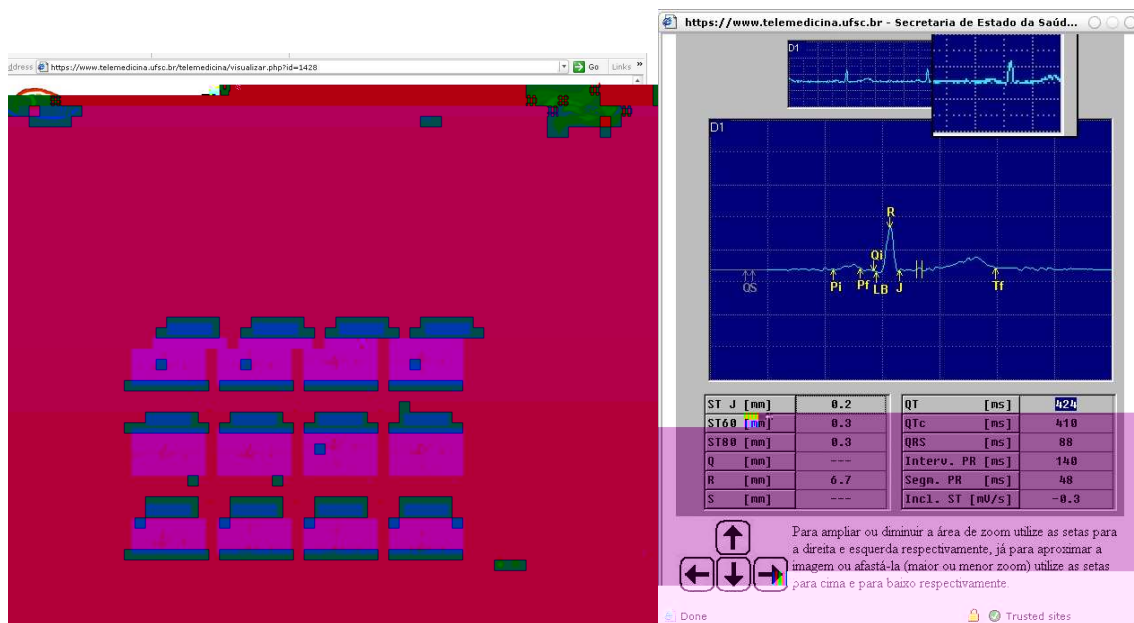 https://www.telemedicina.ufsc.br - Secretaria de Estado da Saúd...
Address https://www.telemedicina.ufsc.br/telemedicina/visualizar.php?id=1428 Go Links »
D1
D1
R
Qi
QS Pi Pf LB J Tf
ST J [mm] 0.2 QT [ms] 424
ST60 [mm] 0.3 QTc [ms] 410
ST80 [mm] 0.3 QRS [ms] 88
Q [mm] --- Interv. PR [ms] 140
R [mm] 6.7 Segm. PR [ms] 48
S [mm] --- Incl. ST [mV/s] -0.3
Para ampliar ou diminuir a área de zoom utilize as setas para
a direita e esquerda respectivamente, já para aproximar a
imagem ou afastá-la (maior ou menor zoom) utilize as setas
para cima e para baixo respectivamente.
Done Trusted sites